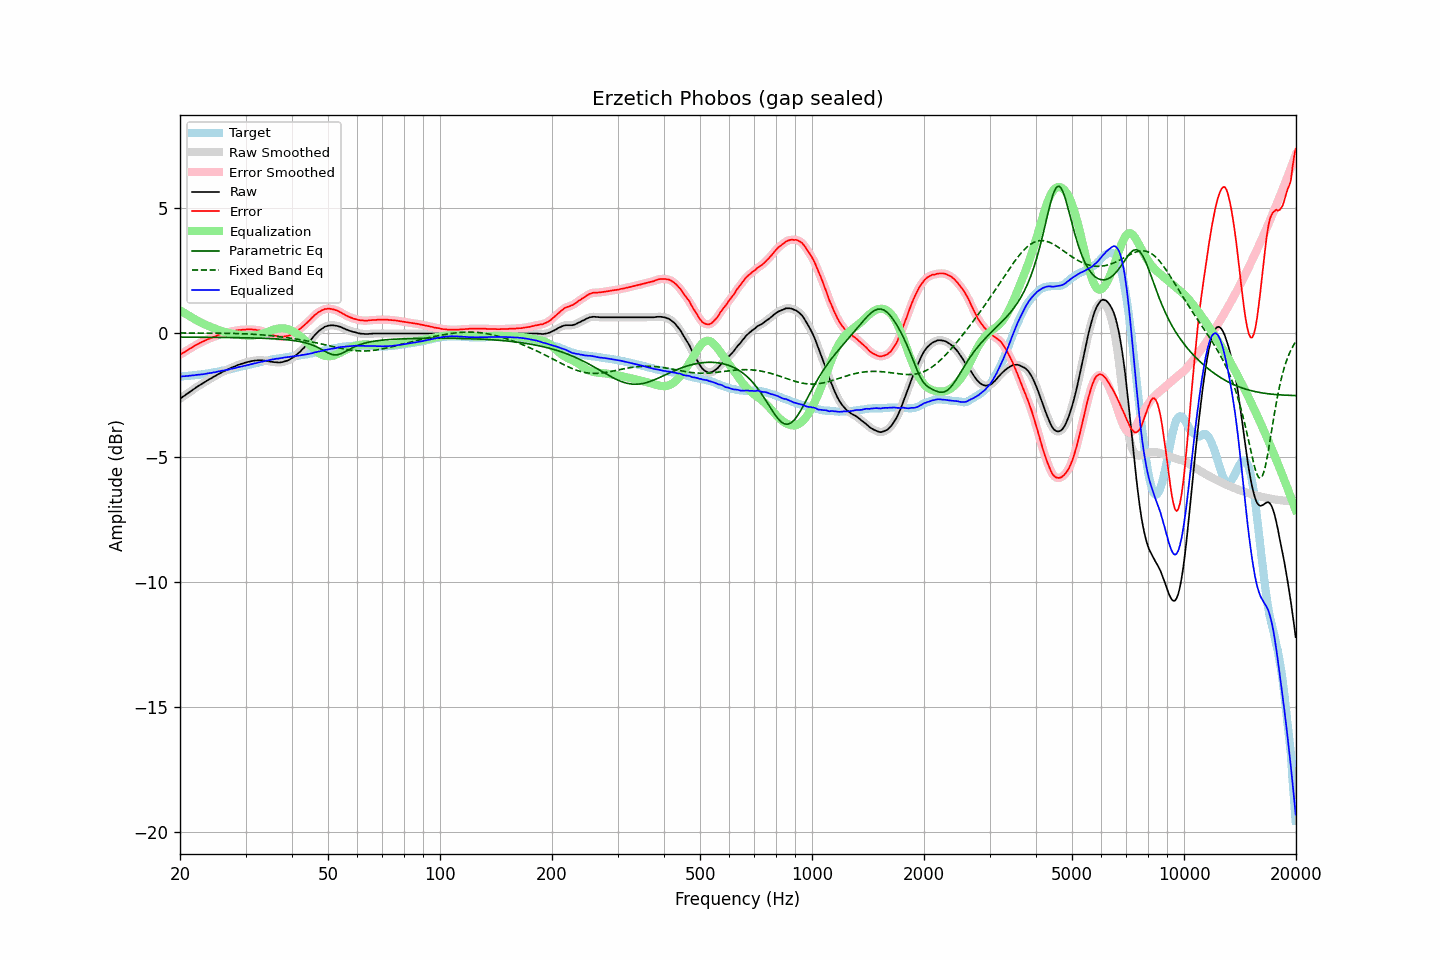 Erzetich Phobos (gap sealed)
Target
Raw Smoothed
Error Smoothed
Raw
Error
Equalization
Parametric Eq
Fixed Band Eq
Equalized
5
0
−5
−10
−15
−20
Amplitude (dBr)
20
50
100
200
500
1000
2000
5000
10000
20000
Frequency (Hz)